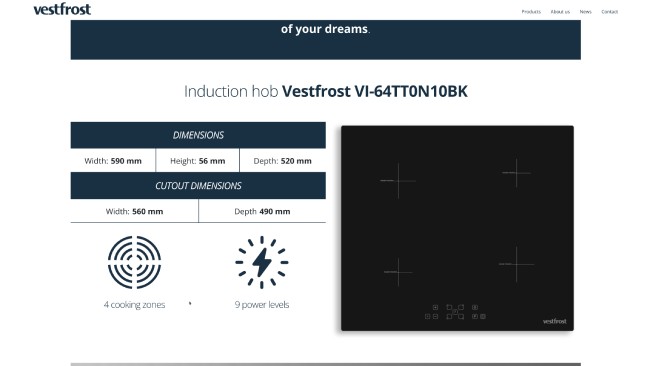 vestfrost
Products About us News Contact
of your dreams.
Induction hob Vestfrost VI-64TT0N10BK
DIMENSIONS
Width: 590 mm Height: 56 mm Depth: 520 mm
CUTOUT DIMENSIONS
Width: 560 mm Depth 490 mm
4 cooking zones 9 power levels
vestfrost